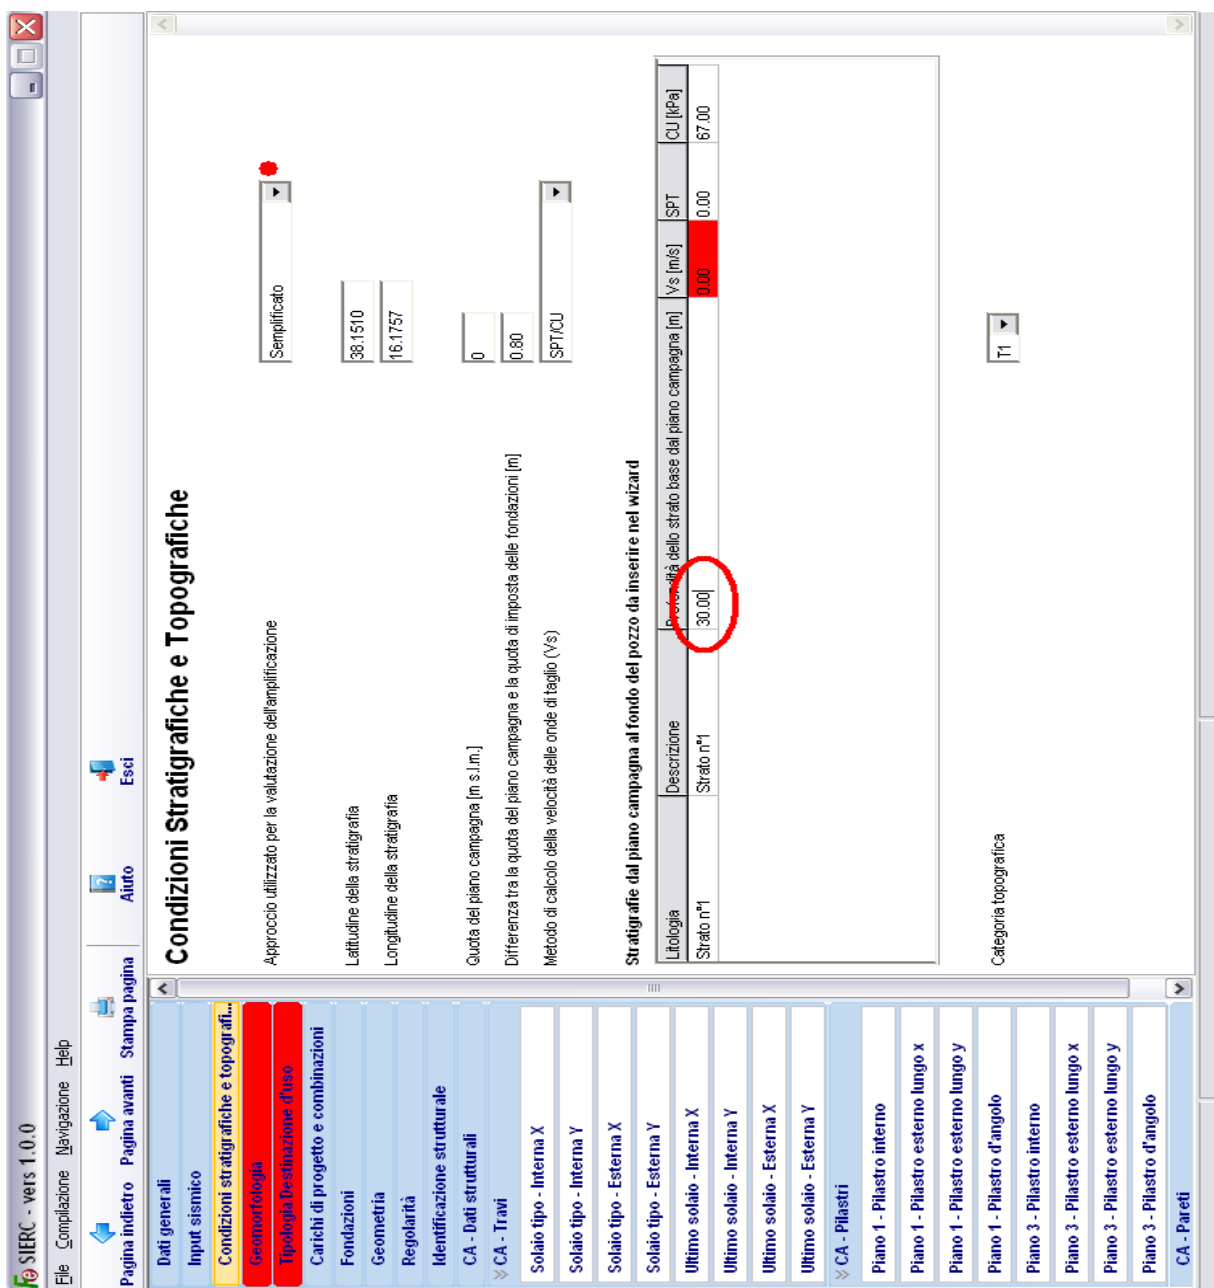 SIERC - vers 1.0.0
File Compilazione Navigazione Help
Pagina indietro Pagina avanti Stampa pagina Aiuto Esci
Dati generali
Input sismico
Condizioni stratigrafiche e topografi...
Geomorfologia
Tipologia Destinazione d'uso
Carichi di progetto e combinazioni
Fondazioni
Geometria
Regolarità
Identificazione strutturale
CA - Dati strutturali
CA - Travi
Solaio tipo - Interna X
Solaio tipo - Interna Y
Solaio tipo - Esterna X
Solaio tipo - Esterna Y
Ultimo solaio - Interna X
Ultimo solaio - Interna Y
Ultimo solaio - Esterna X
Ultimo solaio - Esterna Y
CA - Pilastri
Piano 1 - Pilastro interno
Piano 1 - Pilastro esterno lungo x
Piano 1 - Pilastro esterno lungo y
Piano 1 - Pilastro d'angolo
Piano 3 - Pilastro interno
Piano 3 - Pilastro esterno lungo x
Piano 3 - Pilastro esterno lungo y
Piano 3 - Pilastro d'angolo
CA - Pareti
Condizioni Stratigrafiche e Topografiche
Approccio utilizzato per la valutazione dell'amplificazione Semplificato
Latitudine della stratigrafia 38.1510
Longitudine della stratigrafia 16.1757
Quota del piano campagna [m s.l.m.] 0
Differenza tra la quota del piano campagna e la quota di imposta delle fondazioni [m] 0.80
Metodo di calcolo della velocità delle onde di taglio (Vs) SPT/CU
Stratigrafie dal piano campagna al fondo del pozzo da inserire nel wizard
Litologia Descrizione Profondità dello strato base dal piano campagna [m] Vs [m/s] SPT CU [kPa]
Strato n°1 Strato n°1 30.00 0.00 0.00 67.00
Categoria topografica T1